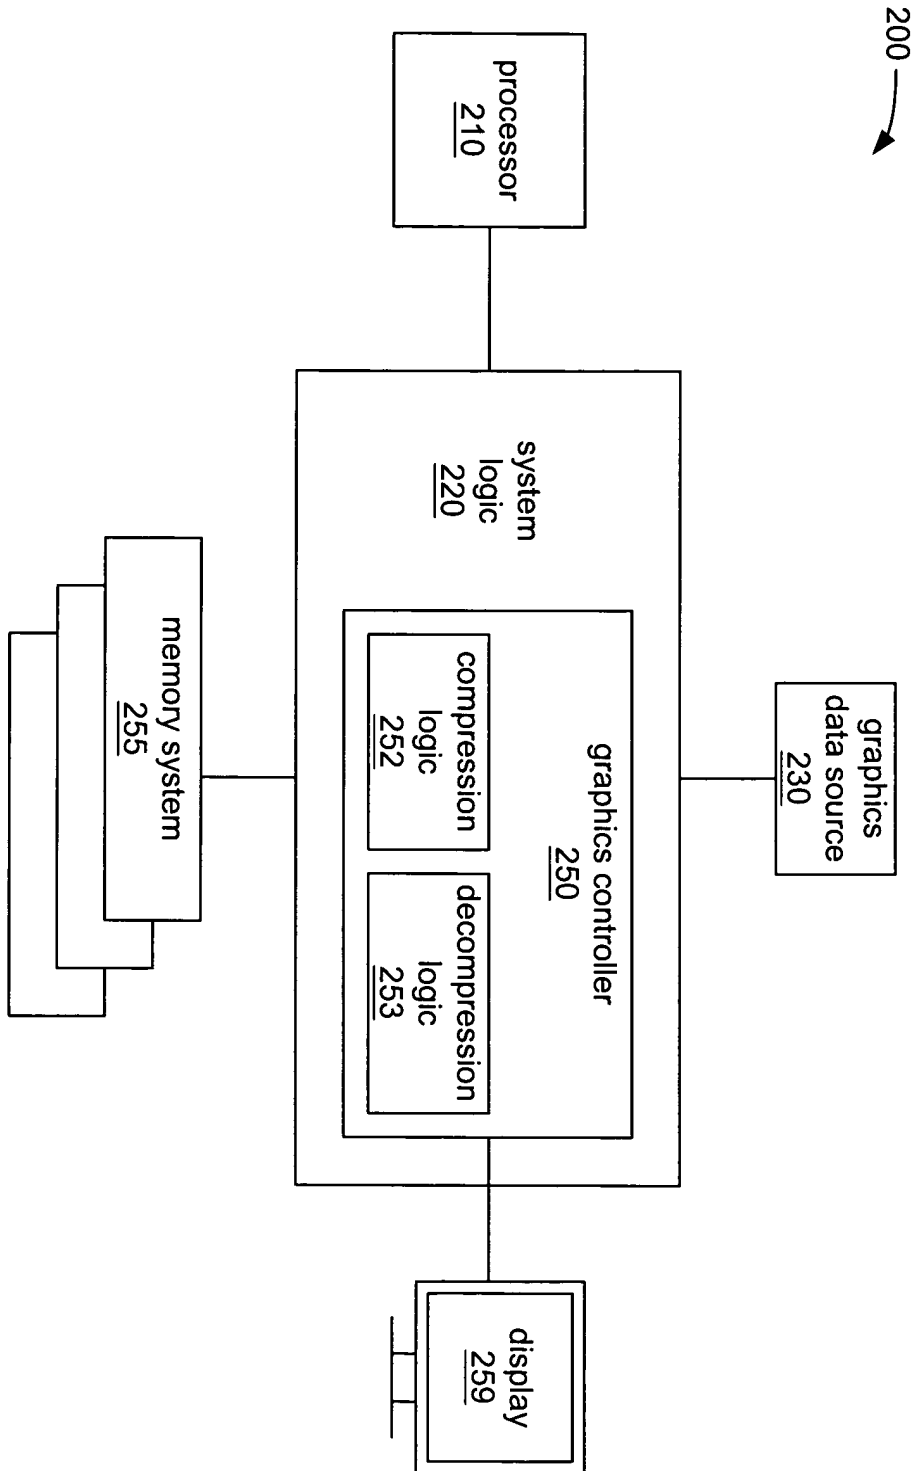 200
processor
210
system
logic
220
graphics
data source
230
graphics controller
250
compression
logic
252
decompression
logic
253
memory system
255
display
259